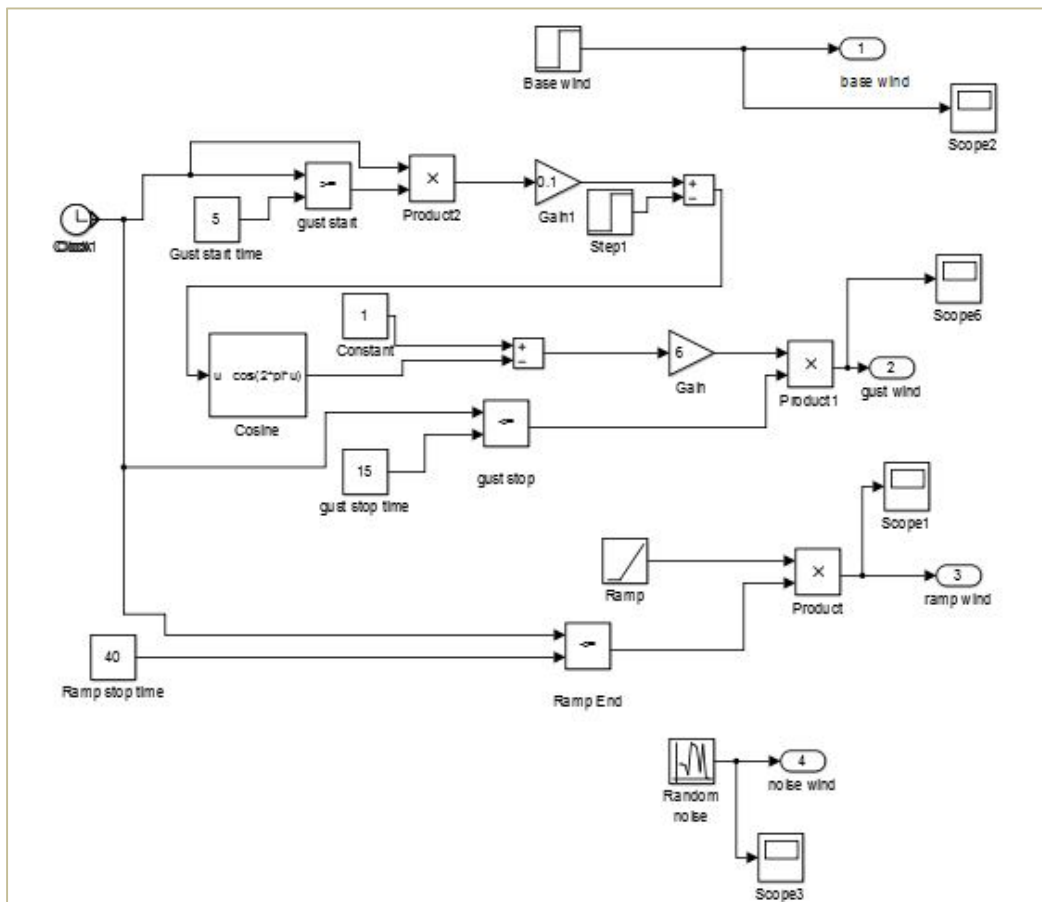 Base wind
1
base wind
Scope2
>=
×
0.1
+
−
gust start
Product2
Gain1
Step1
5
Gust start time
1
Constant
+
−
6
×
Scope6
2
gust wind
Gain
Product1
u cos(2*pi*u)
Cosine
<=
15
gust stop
gust stop time
Scope1
Ramp
×
Product
3
ramp wind
40
<=
Ramp stop time
Ramp End
4
noise wind
Random
noise
Scope3